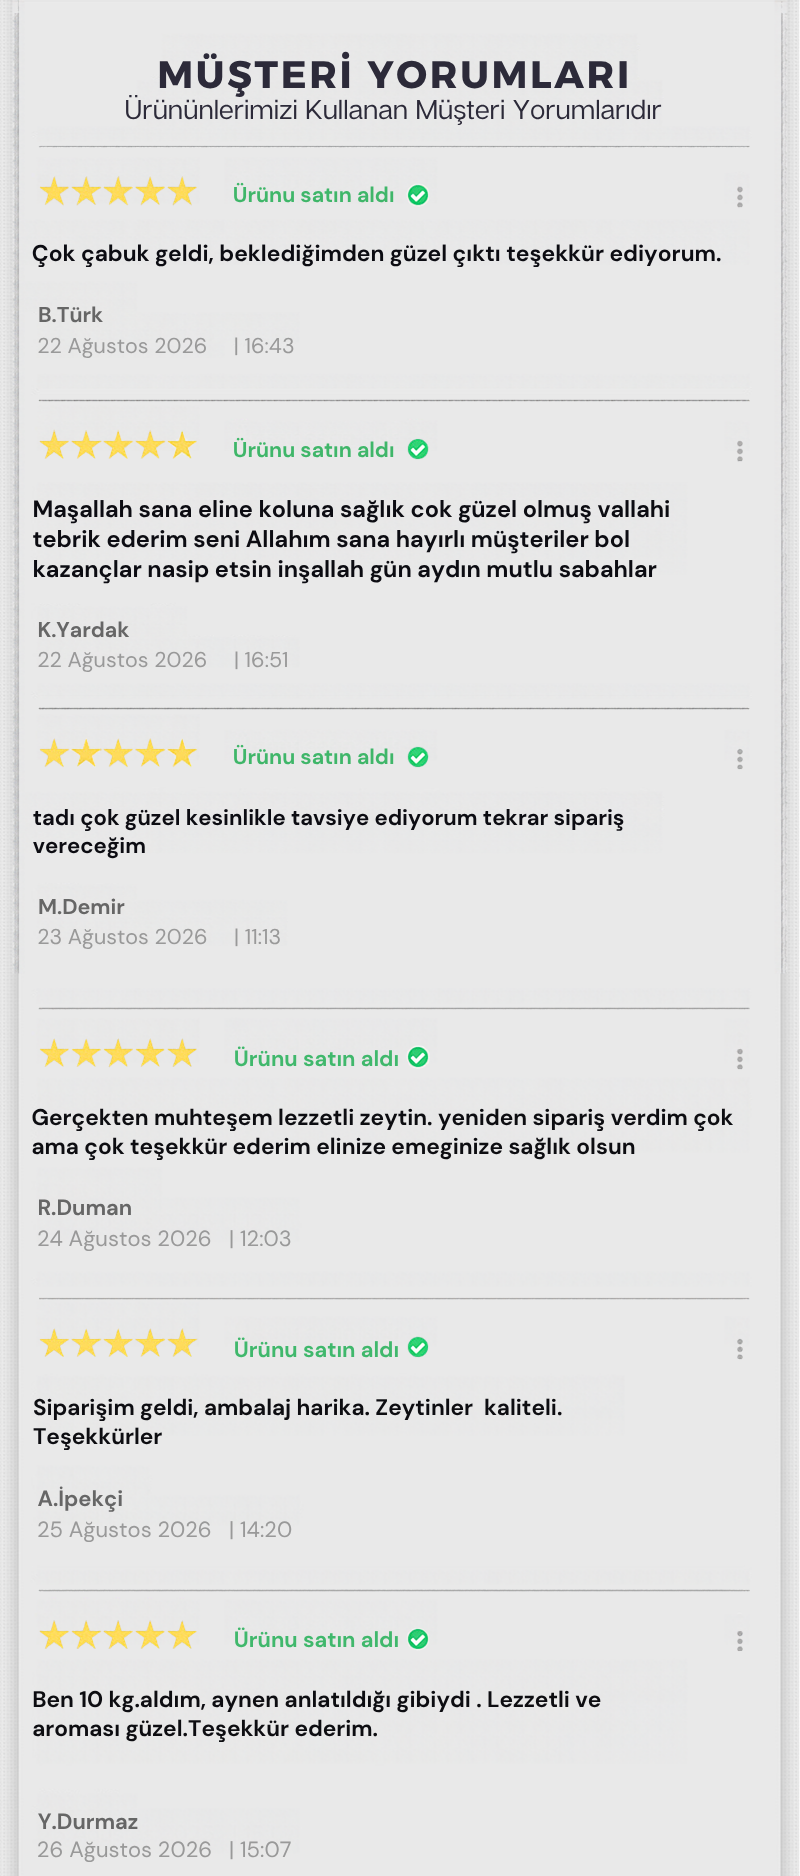 MÜŞTERİ YORUMLARI
Ürününlerimizi Kullanan Müşteri Yorumlarıdır
Ürünu satın aldı
Çok çabuk geldi, beklediğimden güzel çıktı teşekkür ediyorum.
B.Türk
22 Ağustos 2026 | 16:43
Ürünu satın aldı
Maşallah sana eline koluna sağlık cok güzel olmuş vallahi
tebrik ederim seni Allahım sana hayırlı müşteriler bol
kazançlar nasip etsin inşallah gün aydın mutlu sabahlar
K.Yardak
22 Ağustos 2026 | 16:51
Ürünu satın aldı
tadı çok güzel kesinlikle tavsiye ediyorum tekrar sipariş
vereceğim
M.Demir
23 Ağustos 2026 | 11:13
Ürünu satın aldı
Gerçekten muhteşem lezzetli zeytin. yeniden sipariş verdim çok
ama çok teşekkür ederim elinize emeginize sağlık olsun
R.Duman
24 Ağustos 2026 | 12:03
Ürünu satın aldı
Siparişim geldi, ambalaj harika. Zeytinler  kaliteli.
Teşekkürler
A.İpekçi
25 Ağustos 2026 | 14:20
Ürünu satın aldı
Ben 10 kg.aldım, aynen anlatıldığı gibiydi . Lezzetli ve
aroması güzel.Teşekkür ederim.
Y.Durmaz
26 Ağustos 2026 | 15:07